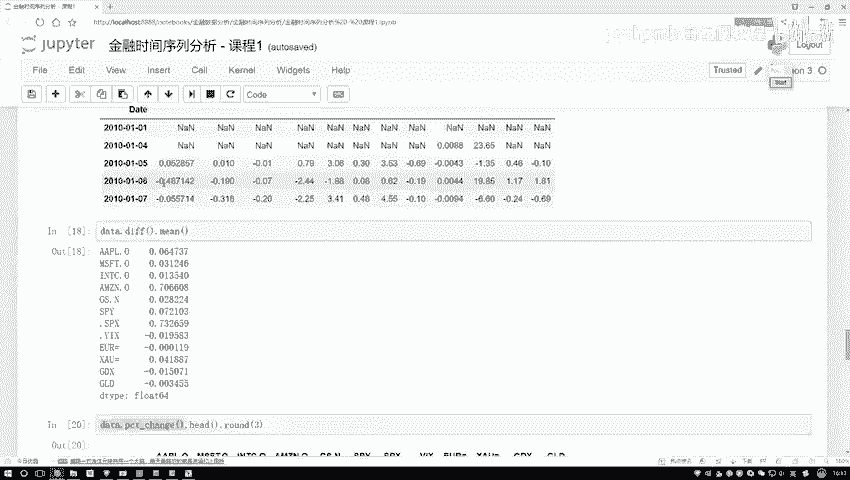 金融时间序列分析 - 课程1
http://localhost:8888/notebooks/金融数据分析/金融时间序列分析/金融时间序列分析%20-%20课程1.ipynb
jupyter 金融时间序列分析 - 课程1 (autosaved)
Logout
File Edit View Insert Cell Kernel Widgets Help
Trusted
on 3
Code
Date
2010-01-01 NaN NaN NaN NaN NaN NaN NaN NaN NaN NaN NaN NaN
2010-01-04 NaN NaN NaN NaN NaN NaN NaN NaN 0.0088 23.65 NaN NaN
2010-01-05 0.052857 0.010 -0.01 0.79 3.06 0.30 3.53 -0.69 -0.0043 -1.35 0.46 -0.10
2010-01-06 -0.487142 -0.190 -0.07 -2.44 -1.88 0.08 0.62 -0.19 0.0044 19.85 1.17 1.81
2010-01-07 -0.055714 -0.318 -0.20 -2.25 3.41 0.48 4.55 -0.10 -0.0094 -6.60 -0.24 -0.69
In [18]: data.diff().mean()
Out[18]: AAPL.O 0.064737
MSFT.O 0.031246
INTC.O 0.013540
AMZN.O 0.706608
GS.N 0.028224
SPY 0.072103
.SPX 0.732659
.VIX -0.019583
EUR= -0.000119
XAU= 0.041887
GDX -0.015071
GLD -0.003455
dtype: float64
In [20]: data.pct_change().head().round(3)
Out[20]:
AAPL.O MSFT.O INTC.O AMZN.O GS.N SPY .SPX .VIX EUR= XAU= GDX GLD